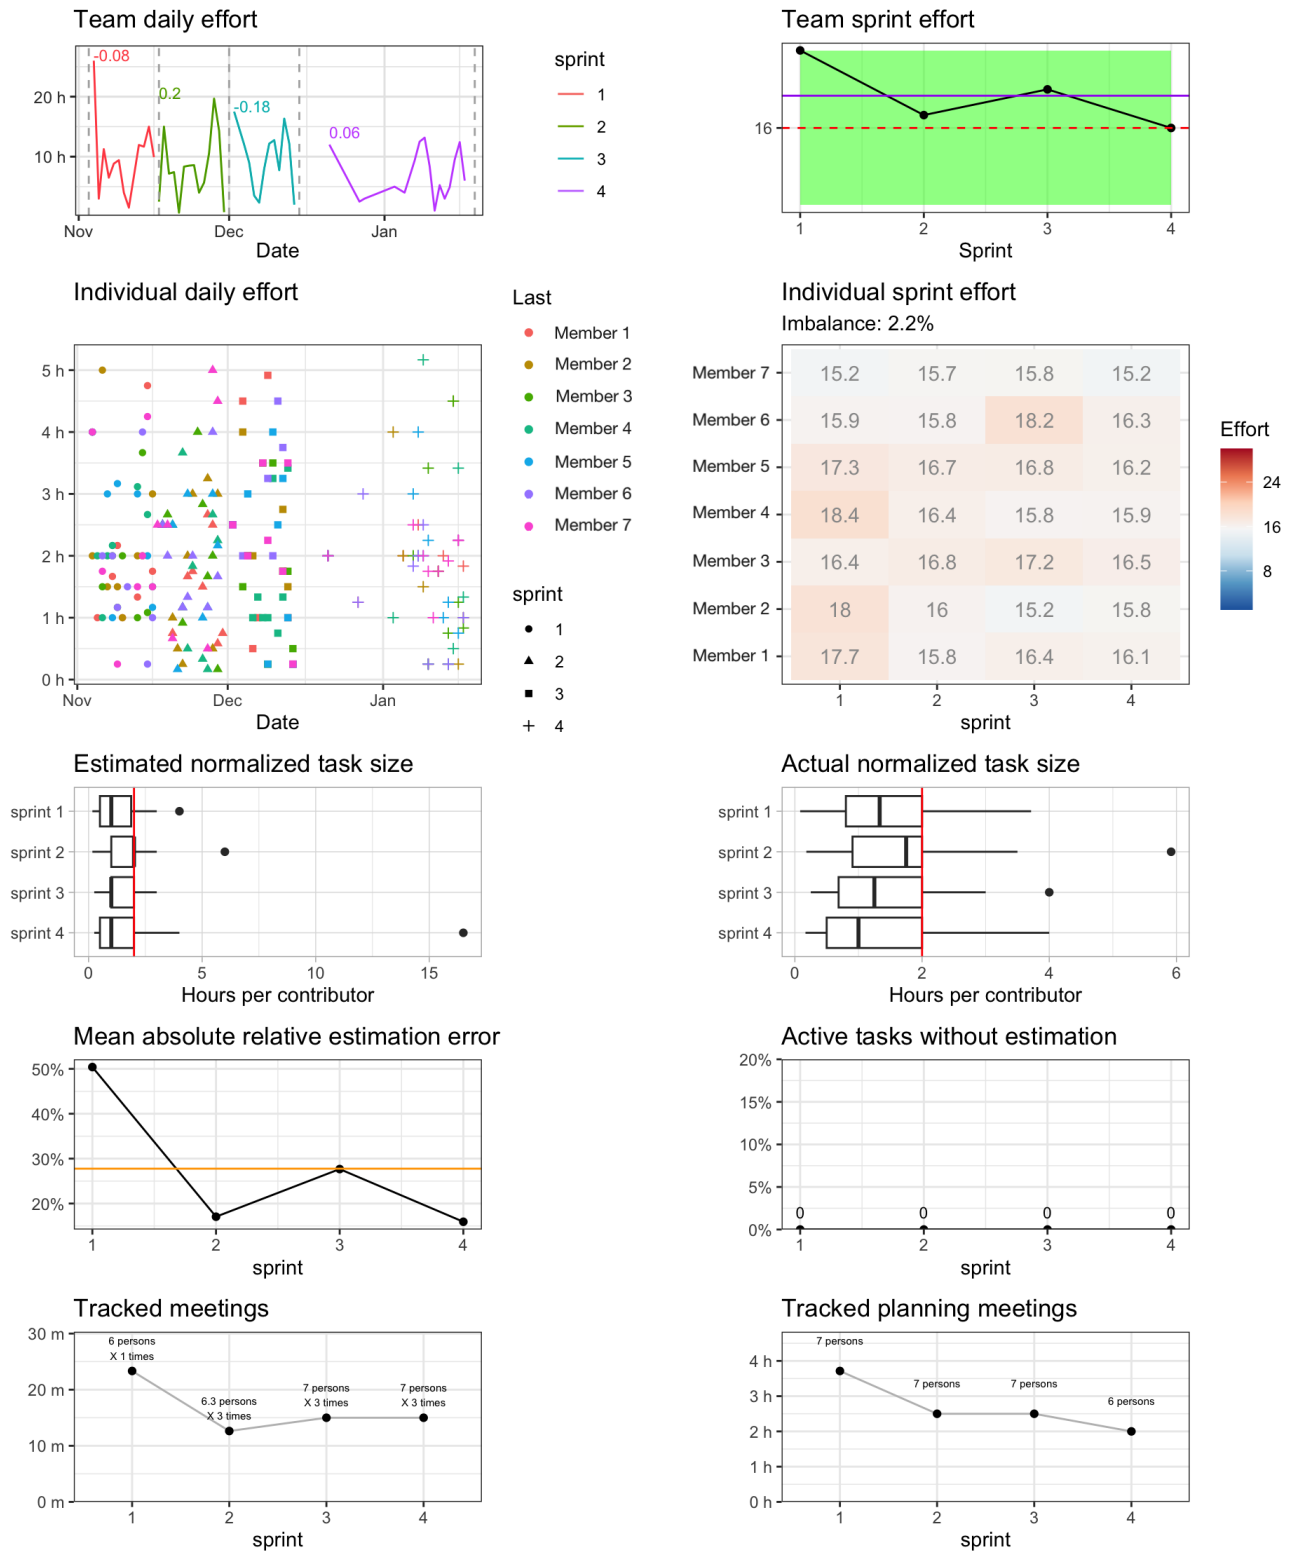 Team daily effort
-0.08
0.2
-0.18
0.06
20 h
10 h
Nov
Dec
Jan
Date
sprint
1
2
3
4
Team sprint effort
16
1
2
3
4
Sprint
Individual daily effort
5 h
4 h
3 h
2 h
1 h
0 h
Nov
Dec
Jan
Date
Last
Member 1
Member 2
Member 3
Member 4
Member 5
Member 6
Member 7
sprint
1
2
3
4
Individual sprint effort
Imbalance: 2.2%
Member 7 15.2 15.7 15.8 15.2
Member 6 15.9 15.8 18.2 16.3
Member 5 17.3 16.7 16.8 16.2
Member 4 18.4 16.4 15.8 15.9
Member 3 16.4 16.8 17.2 16.5
Member 2 18 16 15.2 15.8
Member 1 17.7 15.8 16.4 16.1
1 2 3 4
sprint
Effort
24
16
8
Estimated normalized task size
sprint 1
sprint 2
sprint 3
sprint 4
0 5 10 15
Hours per contributor
Actual normalized task size
sprint 1
sprint 2
sprint 3
sprint 4
0 2 4 6
Hours per contributor
Mean absolute relative estimation error
50%
40%
30%
20%
1 2 3 4
sprint
Active tasks without estimation
20%
15%
10%
5%
0%
0 0 0 0
1 2 3 4
sprint
Tracked meetings
30 m
20 m
10 m
0 m
6 persons
X 1 times
6.3 persons
X 3 times
7 persons
X 3 times
7 persons
X 3 times
1 2 3 4
sprint
Tracked planning meetings
4 h
3 h
2 h
1 h
0 h
7 persons
7 persons
7 persons
6 persons
1 2 3 4
sprint